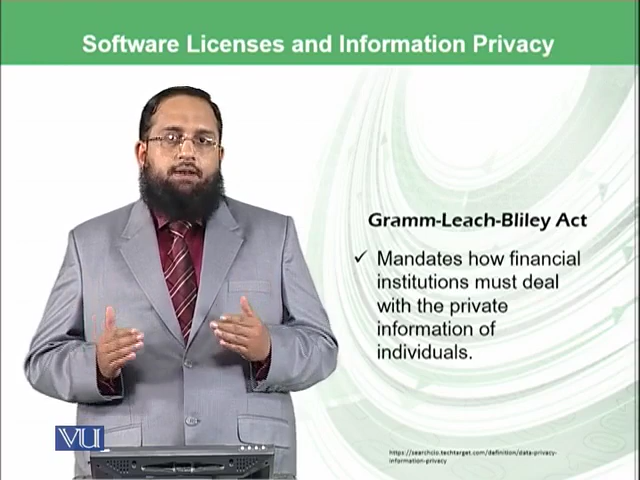 Software Licenses and Information Privacy
Gramm-Leach-Bliley Act
✓ Mandates how financial
institutions must deal
with the private
information of
individuals.
VU
https://searchcio.techtarget.com/definition/data-privacy-
information-privacy